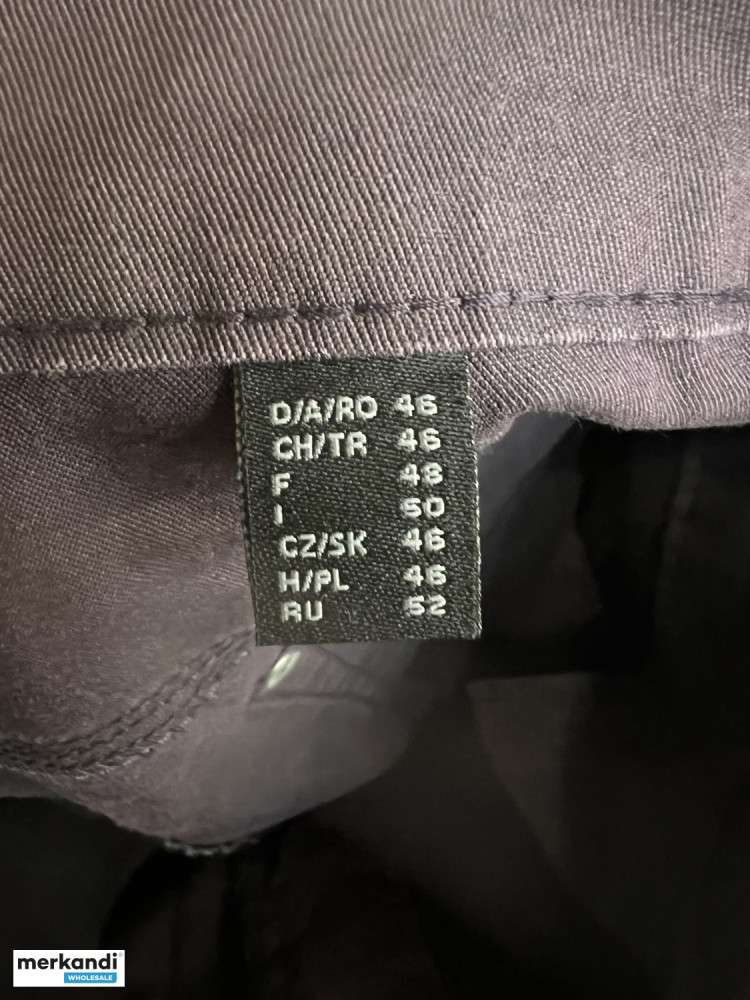 D/A/RO 46
CH/TR 46
F 48
I 50
CZ/SK 46
H/PL 46
RU 52
merkandi
WHOLESALE